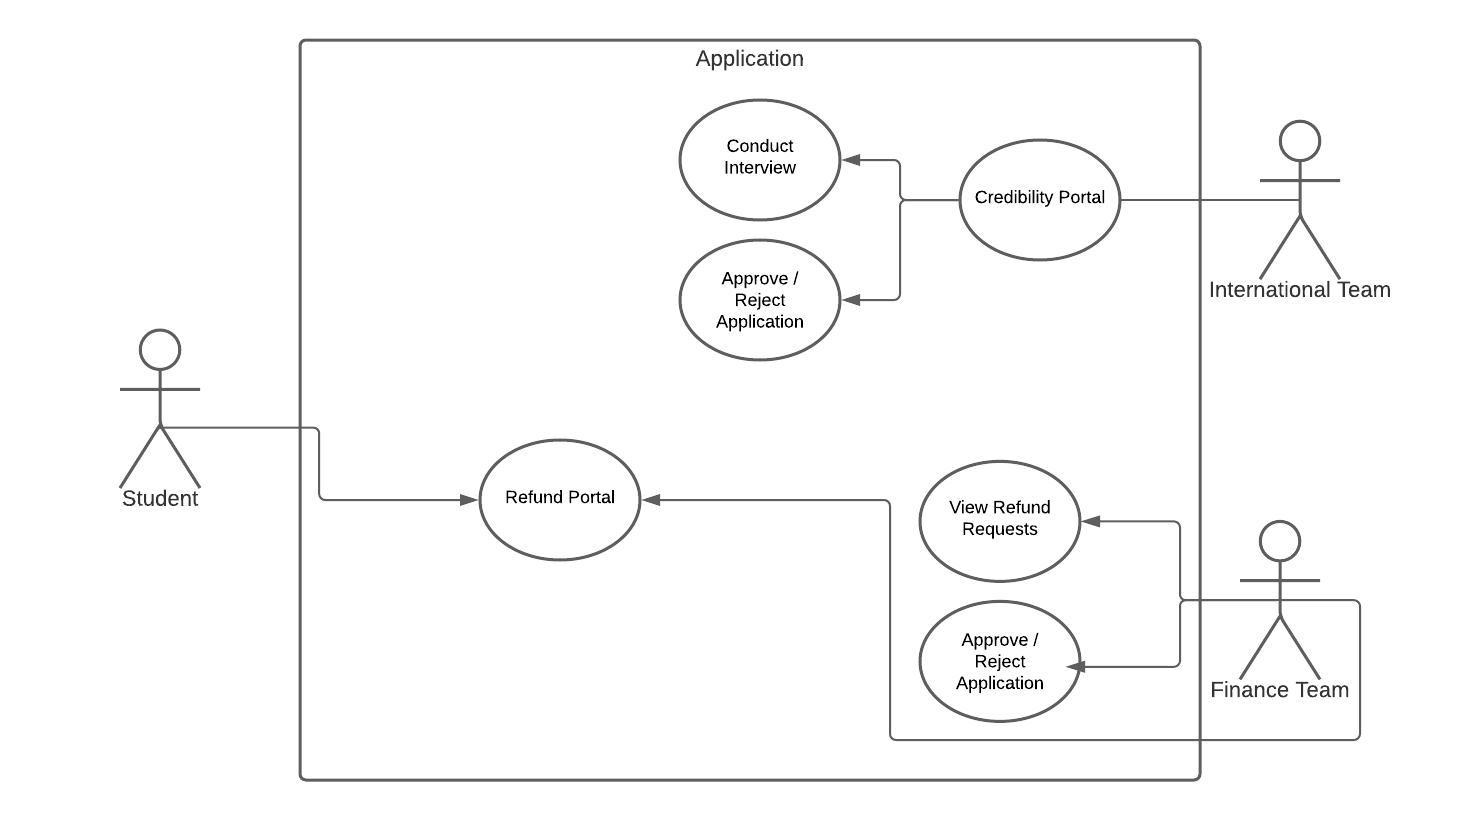 Application
Conduct
Interview
Credibility Portal
Approve /
Reject
Application
International Team
Student
Refund Portal
View Refund
Requests
Approve /
Reject
Application
Finance Team